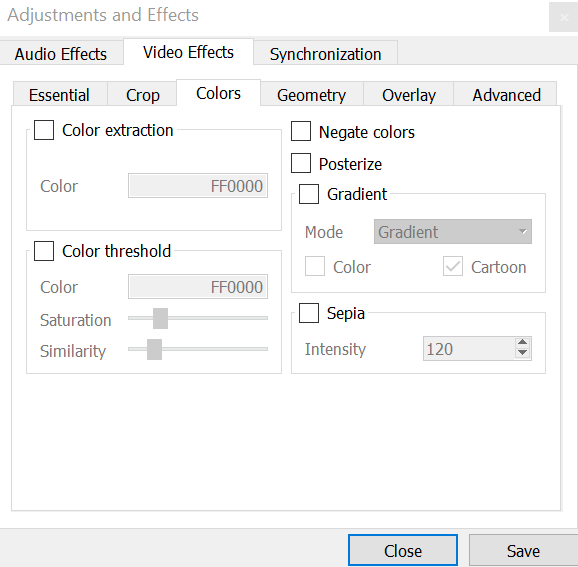 Adjustments and Effects
Audio Effects Video Effects Synchronization
Essential Crop Colors Geometry Overlay Advanced
Color extraction
Color FF0000
Color threshold
Color FF0000
Saturation
Similarity
Negate colors
Posterize
Gradient
Mode Gradient
Color Cartoon
Sepia
Intensity 120
Close Save